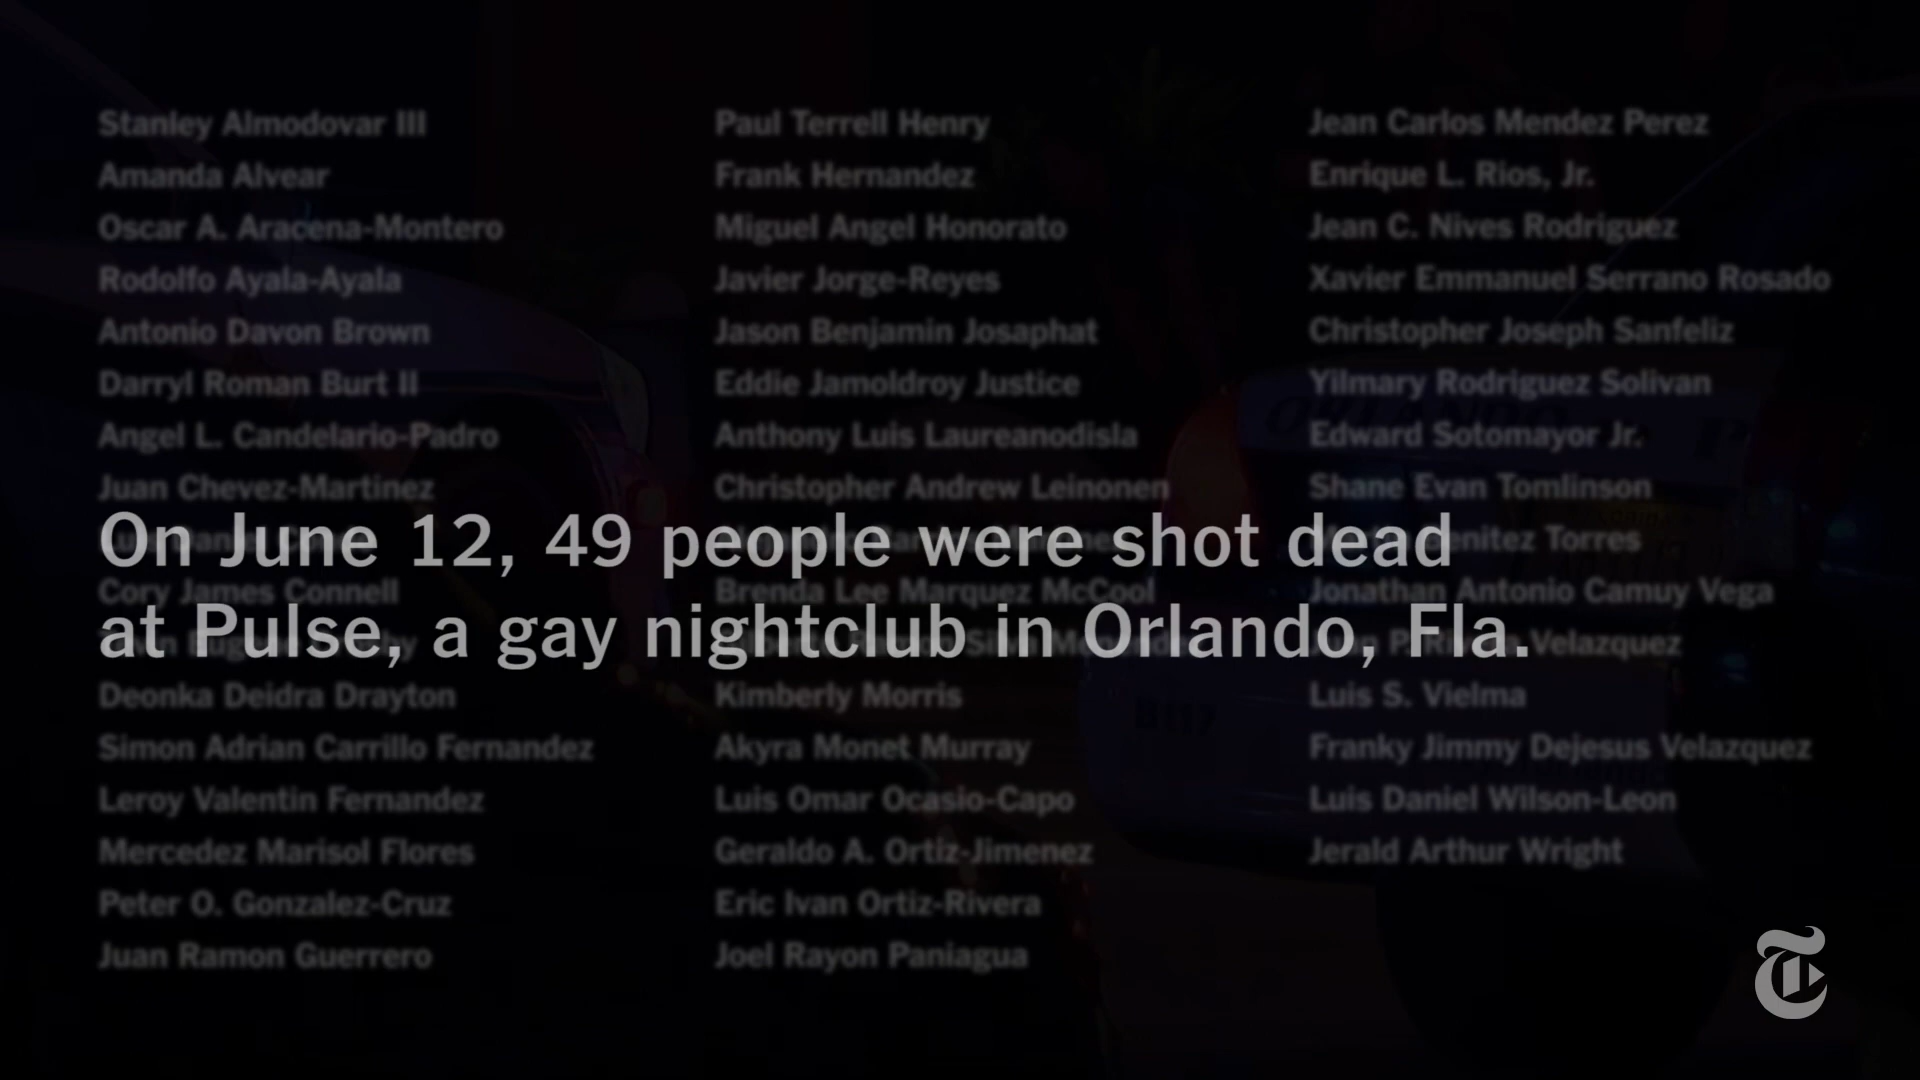 Stanley Almodovar III
Amanda Alvear
Oscar A. Aracena-Montero
Rodolfo Ayala-Ayala
Antonio Davon Brown
Darryl Roman Burt II
Angel L. Candelario-Padro
Juan Chevez-Martinez
Cory James Connell
Deonka Deidra Drayton
Simon Adrian Carrillo Fernandez
Leroy Valentin Fernandez
Mercedez Marisol Flores
Peter O. Gonzalez-Cruz
Juan Ramon Guerrero
Paul Terrell Henry
Frank Hernandez
Miguel Angel Honorato
Javier Jorge-Reyes
Jason Benjamin Josaphat
Eddie Jamoldroy Justice
Anthony Luis Laureanodisla
Christopher Andrew Leinonen
Brenda Lee Marquez McCool
Kimberly Morris
Akyra Monet Murray
Luis Omar Ocasio-Capo
Geraldo A. Ortiz-Jimenez
Eric Ivan Ortiz-Rivera
Joel Rayon Paniagua
Jean Carlos Mendez Perez
Enrique L. Rios, Jr.
Jean C. Nives Rodriguez
Xavier Emmanuel Serrano Rosado
Christopher Joseph Sanfeliz
Yilmary Rodriguez Solivan
Edward Sotomayor Jr.
Shane Evan Tomlinson
Torres
Jonathan Antonio Camuy Vega
Velazquez
Luis S. Vielma
Franky Jimmy Dejesus Velazquez
Luis Daniel Wilson-Leon
Jerald Arthur Wright
On June 12, 49 people were shot dead
at Pulse, a gay nightclub in Orlando, Fla.
ORLANDO
T